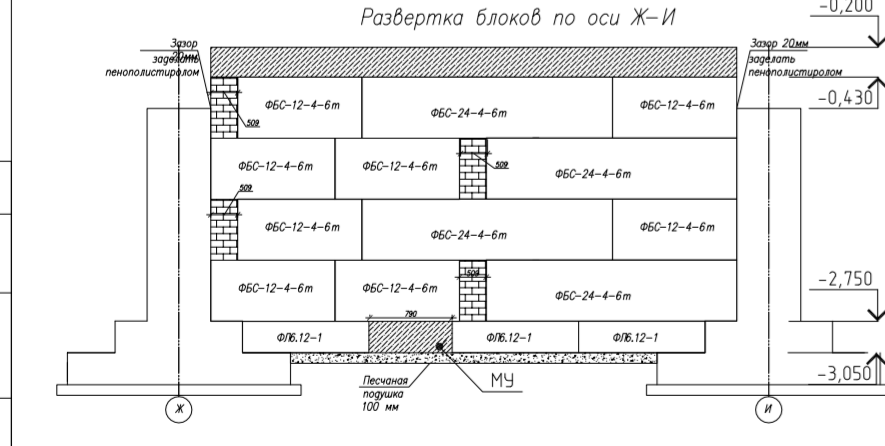 Развертка блоков по оси Ж-И
-0,200
Зазор
20мм
заделать
пенополистиролом
Зазор 20мм
заделать
пенополистиролом
-0,430
ФБС-12-4-6т
ФБС-24-4-6т
ФБС-12-4-6т
509
ФБС-12-4-6т
ФБС-12-4-6т
509
ФБС-24-4-6т
509
ФБС-12-4-6т
ФБС-24-4-6т
ФБС-12-4-6т
ФБС-12-4-6т
ФБС-12-4-6т
509
ФБС-24-4-6т
-2,750
790
ФЛ6.12-1
ФЛ6.12-1
ФЛ6.12-1
-3,050
Песчаная
подушка
100 мм
МУ
Ж
И